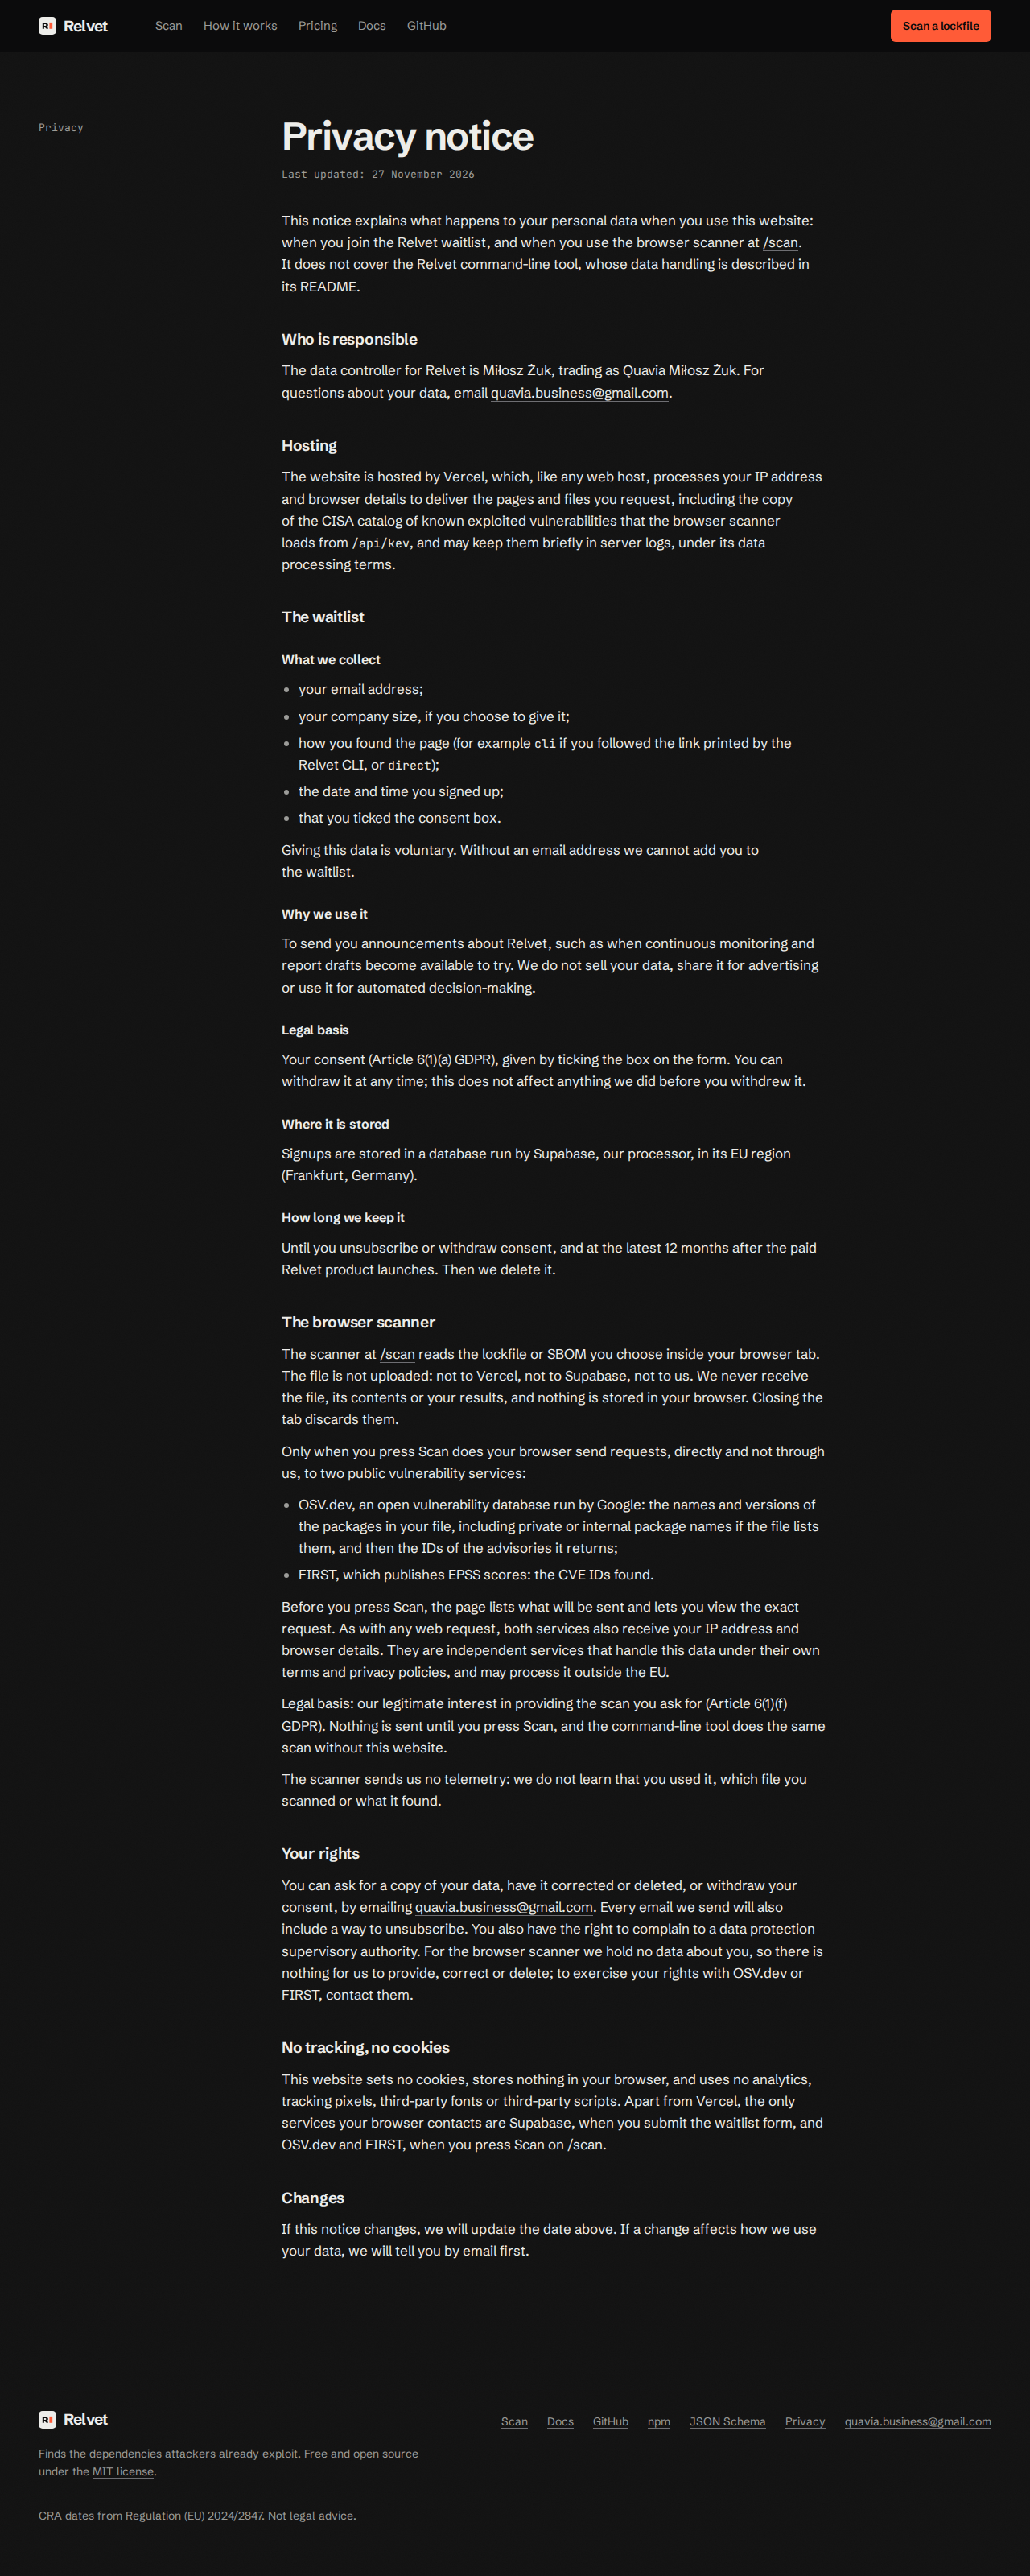 Relvet
Scan
How it works
Pricing
Docs
GitHub
Scan a lockfile
Privacy
Privacy notice
Last updated: 27 November 2026
This notice explains what happens to your personal data when you use this website:
when you join the Relvet waitlist, and when you use the browser scanner at /scan.
It does not cover the Relvet command-line tool, whose data handling is described in
its README.
Who is responsible
The data controller for Relvet is Miłosz Żuk, trading as Quavia Miłosz Żuk. For
questions about your data, email quavia.business@gmail.com.
Hosting
The website is hosted by Vercel, which, like any web host, processes your IP address
and browser details to deliver the pages and files you request, including the copy
of the CISA catalog of known exploited vulnerabilities that the browser scanner
loads from /api/kev, and may keep them briefly in server logs, under its data
processing terms.
The waitlist
What we collect
• your email address;
• your company size, if you choose to give it;
• how you found the page (for example cli if you followed the link printed by the
Relvet CLI, or direct);
• the date and time you signed up;
• that you ticked the consent box.
Giving this data is voluntary. Without an email address we cannot add you to
the waitlist.
Why we use it
To send you announcements about Relvet, such as when continuous monitoring and
report drafts become available to try. We do not sell your data, share it for advertising
or use it for automated decision-making.
Legal basis
Your consent (Article 6(1)(a) GDPR), given by ticking the box on the form. You can
withdraw it at any time; this does not affect anything we did before you withdrew it.
Where it is stored
Signups are stored in a database run by Supabase, our processor, in its EU region
(Frankfurt, Germany).
How long we keep it
Until you unsubscribe or withdraw consent, and at the latest 12 months after the paid
Relvet product launches. Then we delete it.
The browser scanner
The scanner at /scan reads the lockfile or SBOM you choose inside your browser tab.
The file is not uploaded: not to Vercel, not to Supabase, not to us. We never receive
the file, its contents or your results, and nothing is stored in your browser. Closing the
tab discards them.
Only when you press Scan does your browser send requests, directly and not through
us, to two public vulnerability services:
• OSV.dev, an open vulnerability database run by Google: the names and versions of
the packages in your file, including private or internal package names if the file lists
them, and then the IDs of the advisories it returns;
• FIRST, which publishes EPSS scores: the CVE IDs found.
Before you press Scan, the page lists what will be sent and lets you view the exact
request. As with any web request, both services also receive your IP address and
browser details. They are independent services that handle this data under their own
terms and privacy policies, and may process it outside the EU.
Legal basis: our legitimate interest in providing the scan you ask for (Article 6(1)(f)
GDPR). Nothing is sent until you press Scan, and the command-line tool does the same
scan without this website.
The scanner sends us no telemetry: we do not learn that you used it, which file you
scanned or what it found.
Your rights
You can ask for a copy of your data, have it corrected or deleted, or withdraw your
consent, by emailing quavia.business@gmail.com. Every email we send will also
include a way to unsubscribe. You also have the right to complain to a data protection
supervisory authority. For the browser scanner we hold no data about you, so there is
nothing for us to provide, correct or delete; to exercise your rights with OSV.dev or
FIRST, contact them.
No tracking, no cookies
This website sets no cookies, stores nothing in your browser, and uses no analytics,
tracking pixels, third-party fonts or third-party scripts. Apart from Vercel, the only
services your browser contacts are Supabase, when you submit the waitlist form, and
OSV.dev and FIRST, when you press Scan on /scan.
Changes
If this notice changes, we will update the date above. If a change affects how we use
your data, we will tell you by email first.
Relvet
Scan
Docs
GitHub
npm
JSON Schema
Privacy
quavia.business@gmail.com
Finds the dependencies attackers already exploit. Free and open source
under the MIT license.
CRA dates from Regulation (EU) 2024/2847. Not legal advice.